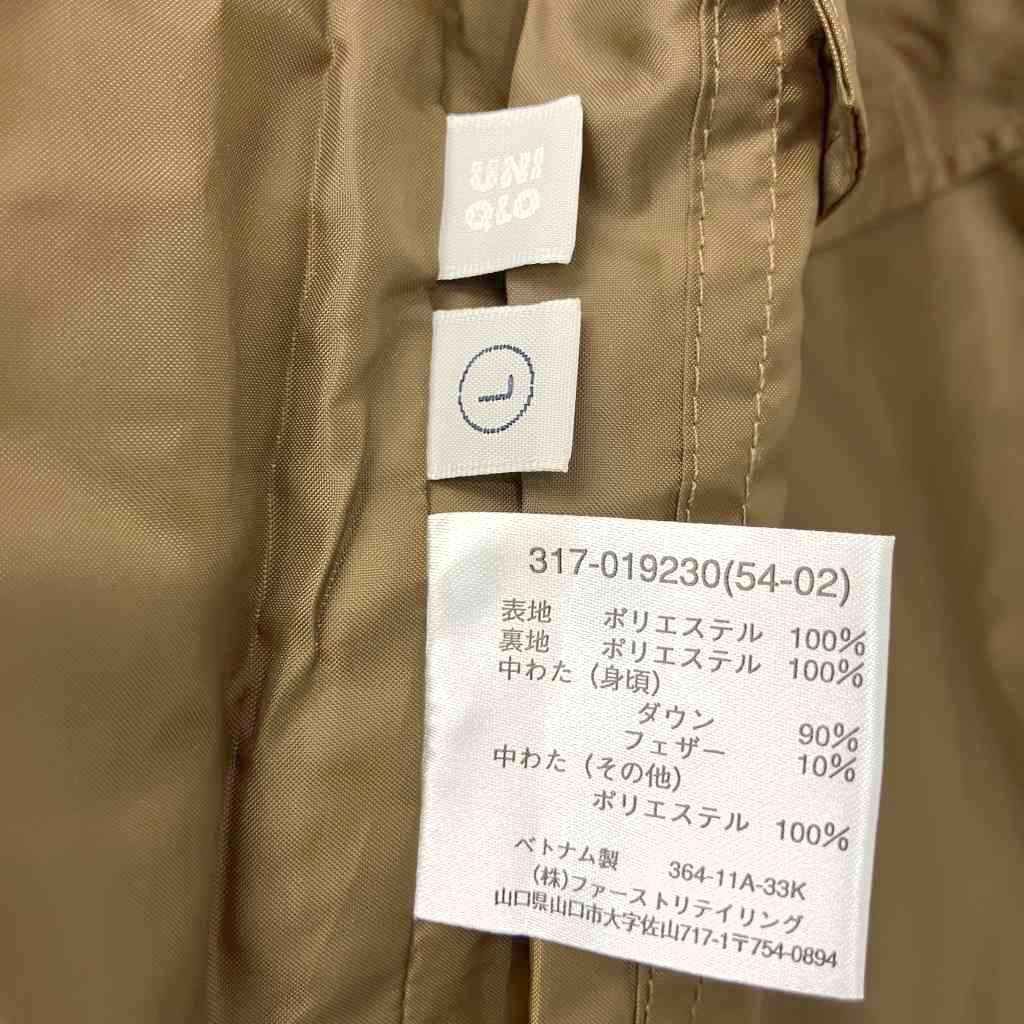 UNI
QLO
L
317-019230(54-02)
表地 ポリエステル 100%
裏地 ポリエステル 100%
中わた (身頃)
ダウン 90%
フェザー 10%
中わた (その他)
ポリエステル 100%
ベトナム製 364-11A-33K
(株)ファーストリテイリング
山口県山口市大字佐山717-1〒754-0894